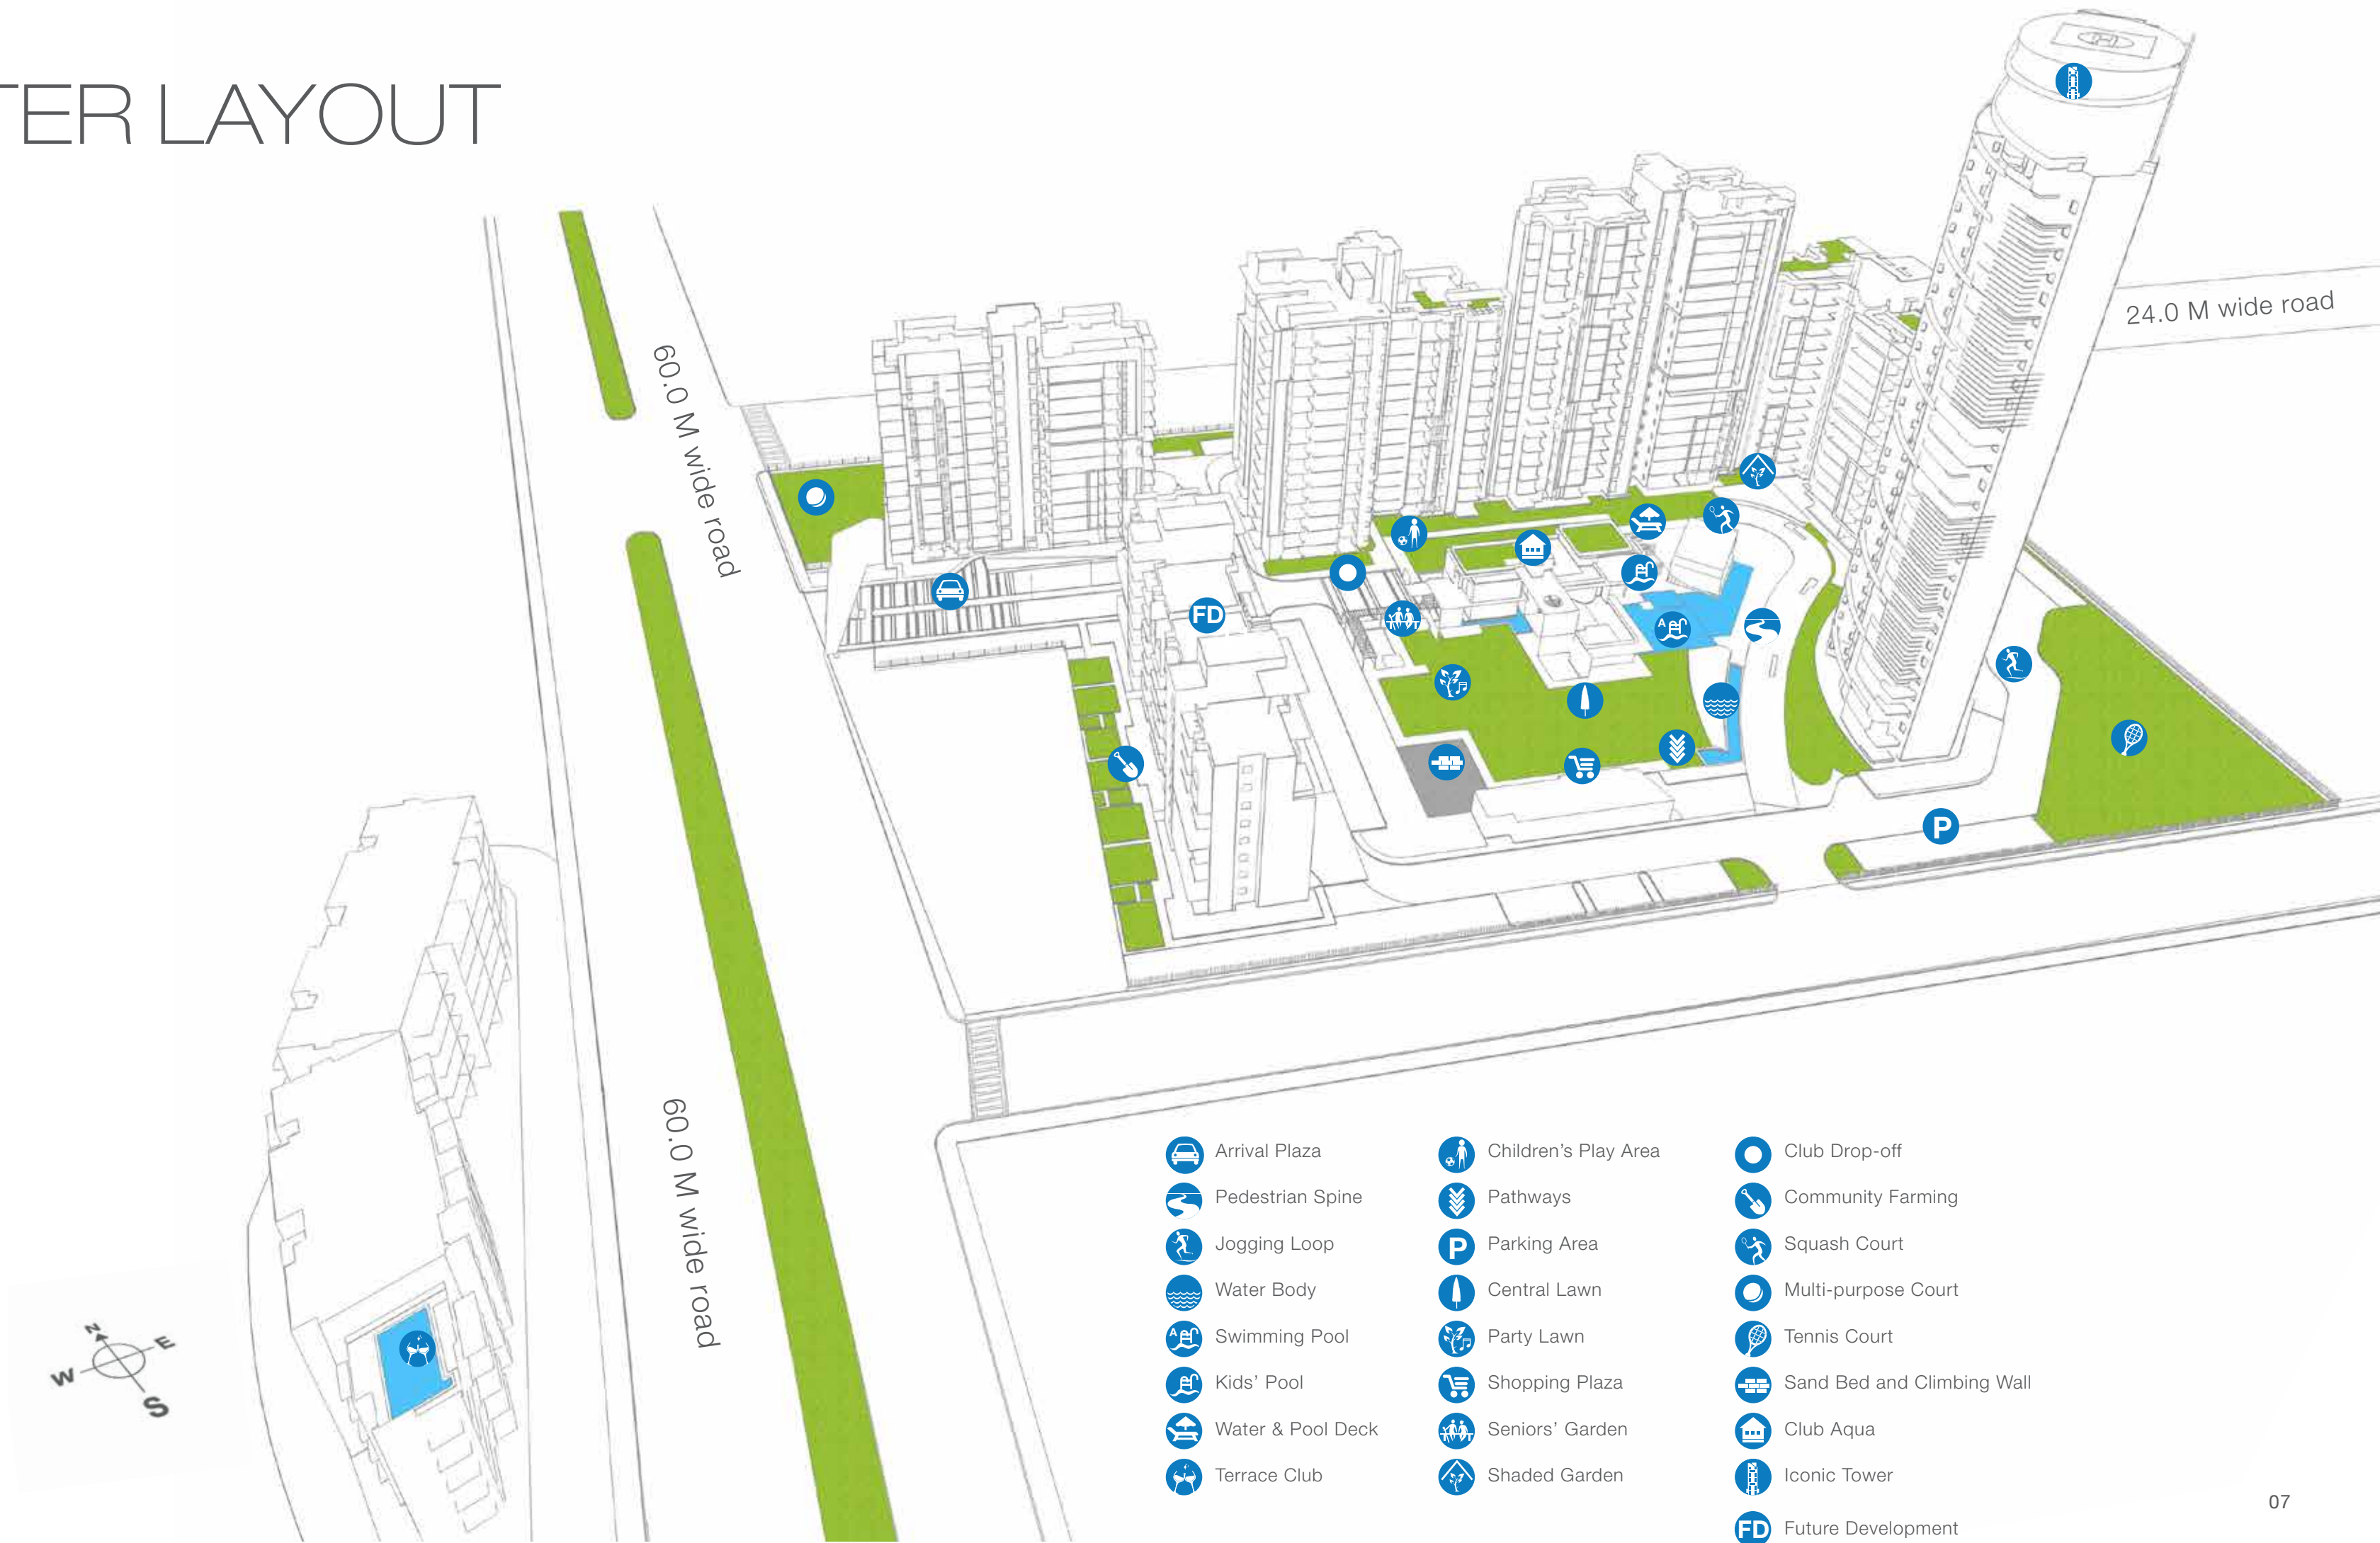 TER LAYOUT
60.0 M wide road
24.0 M wide road
FD
A
P
60.0 M wide road
N
E
W
S
Arrival Plaza
Pedestrian Spine
Jogging Loop
Water Body
A Swimming Pool
Kids' Pool
Water & Pool Deck
Terrace Club
Children's Play Area
Pathways
P Parking Area
Central Lawn
Party Lawn
Shopping Plaza
Seniors' Garden
Shaded Garden
Club Drop-off
Community Farming
Squash Court
Multi-purpose Court
Tennis Court
Sand Bed and Climbing Wall
Club Aqua
Iconic Tower
FD Future Development
H
07